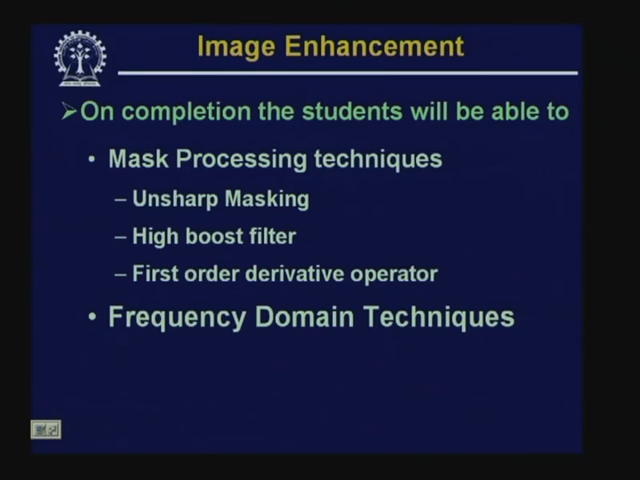 Image Enhancement
➢On completion the students will be able to
• Mask Processing techniques
– Unsharp Masking
– High boost filter
– First order derivative operator
• Frequency Domain Techniques